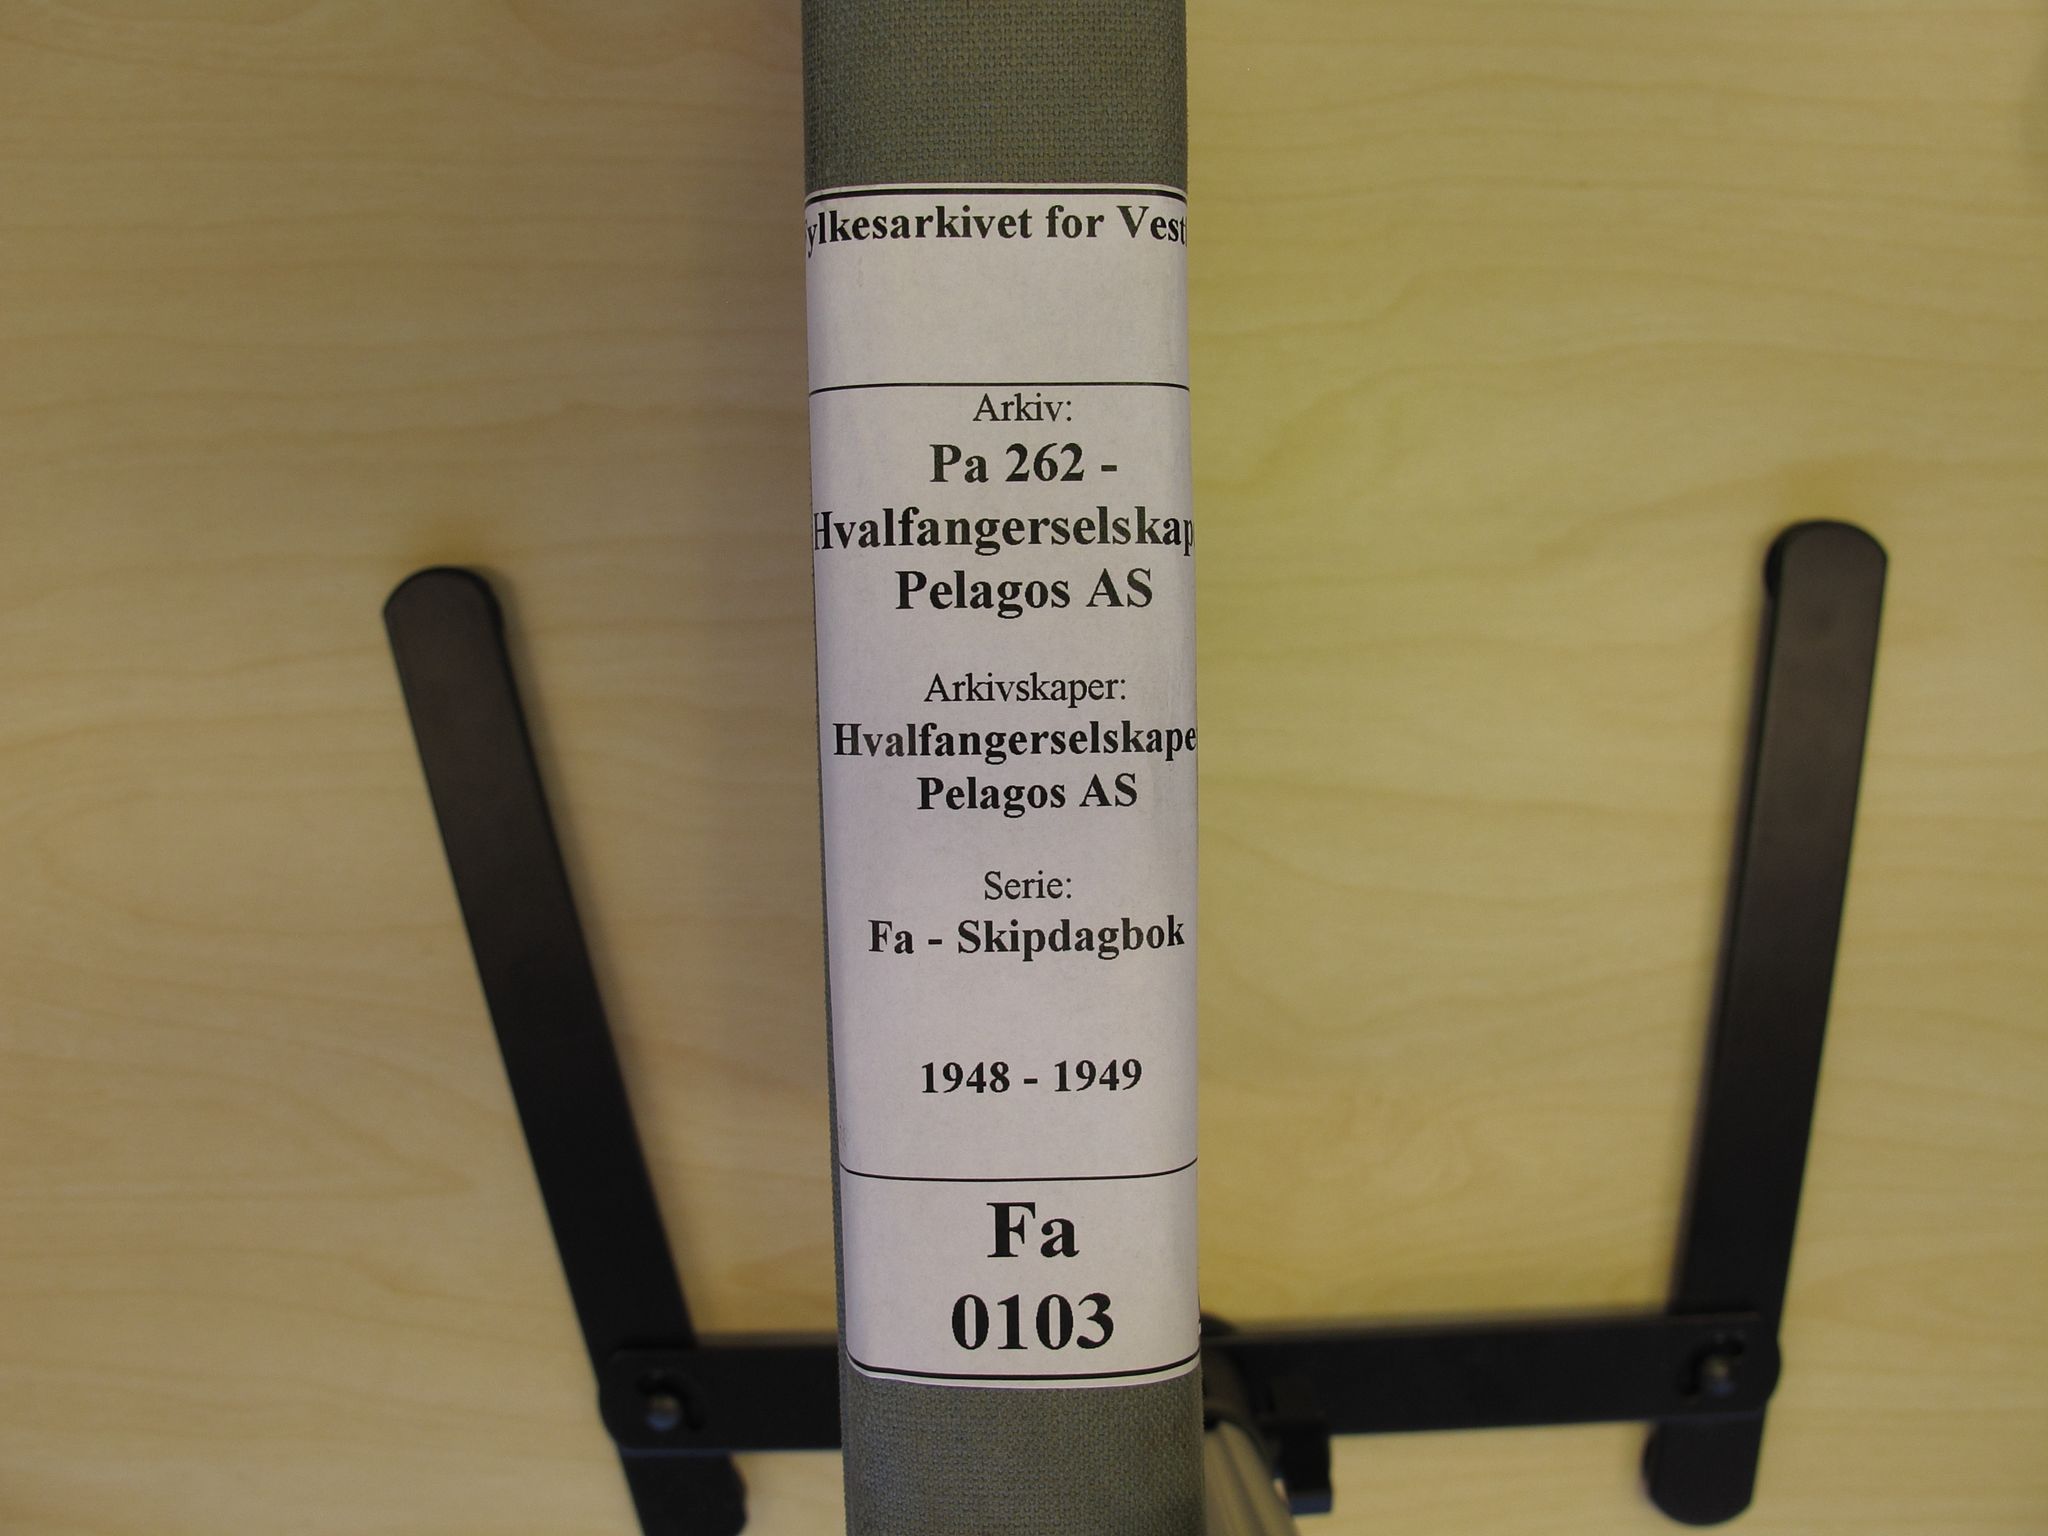 ylkesarkivet for Vest
Arkiv:
Pa 262 -
Hvalfangerselskap
Pelagos AS
Arkivskaper:
Hvalfangerselskape
Pelagos AS
Serie:
Fa - Skipdagbok
1948 - 1949
Fa
0103